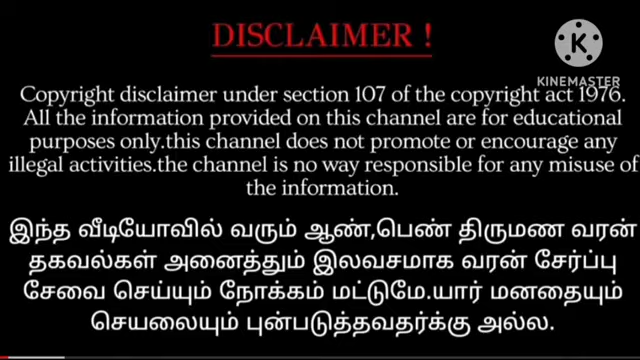 DISCLAIMER !
KINEMASTER
Copyright disclaimer under section 107 of the copyright act 1976.
All the information provided on this channel are for educational
purposes only.this channel does not promote or encourage any
illegal activities.the channel is no way responsible for any misuse of
the information.
இந்த வீடியோவில் வரும் ஆண்,பெண் திருமண வரன்
தகவல்கள் அனைத்தும் இலவசமாக வரன் சேர்ப்பு
சேவை செய்யும் நோக்கம் மட்டுமே.யார் மனதையும்
செயலையும் புன்படுத்தவதர்க்கு அல்ல.